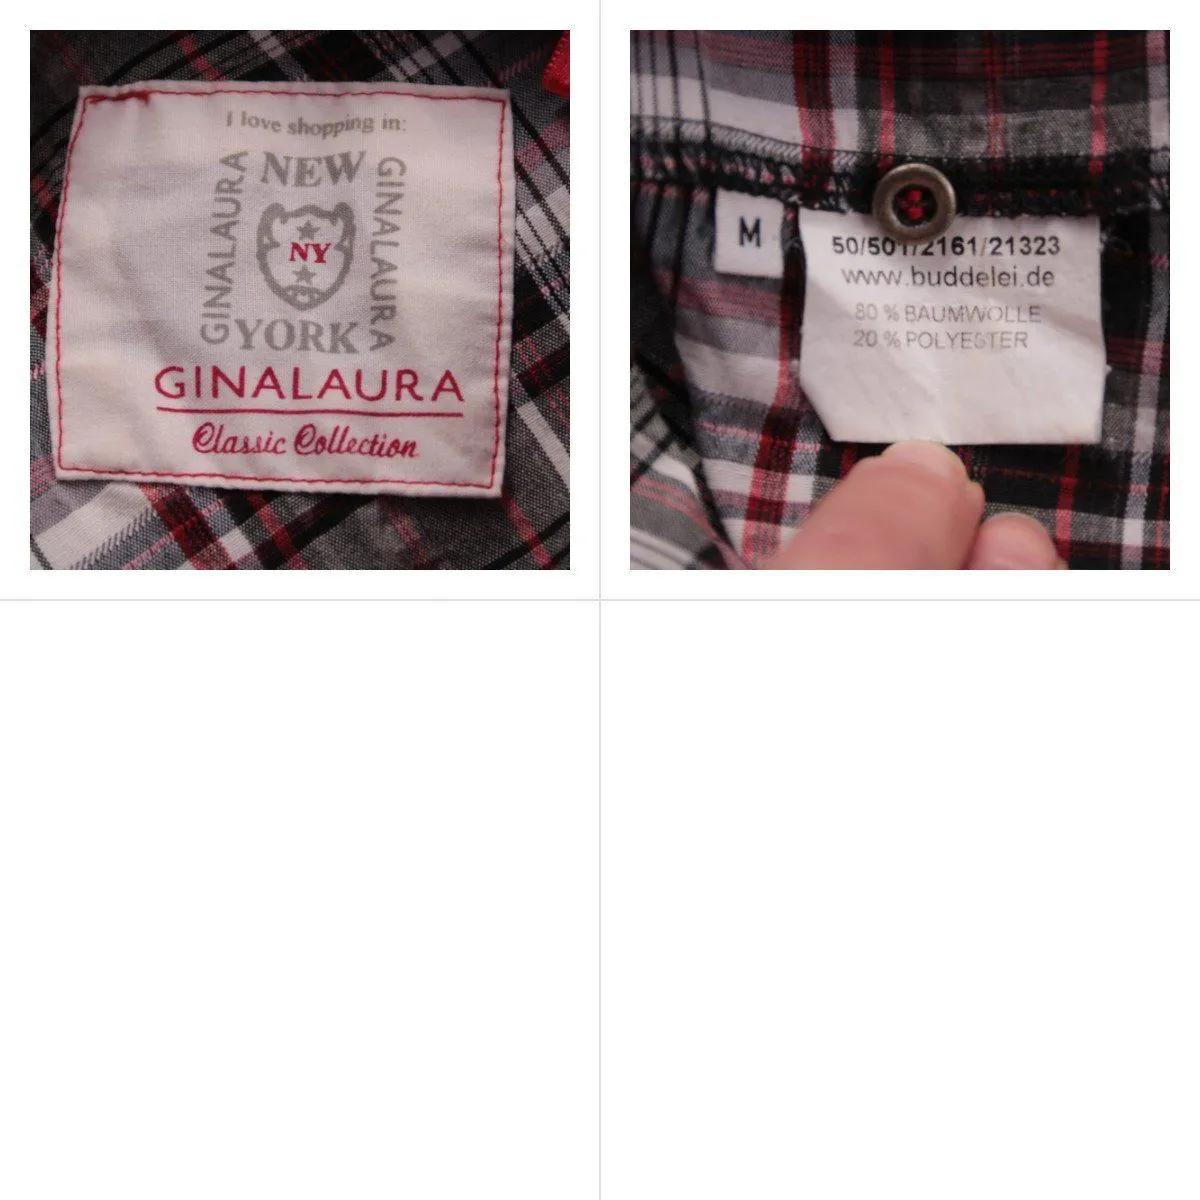 I love shopping in:
NEW
GINALAURA
GINALAURA
NY
YORK
GINALAURA
Classic Collection
M
50/501/2161/21323
www.buddelei.de
80 % BAUMWOLLE
20 % POLYESTER